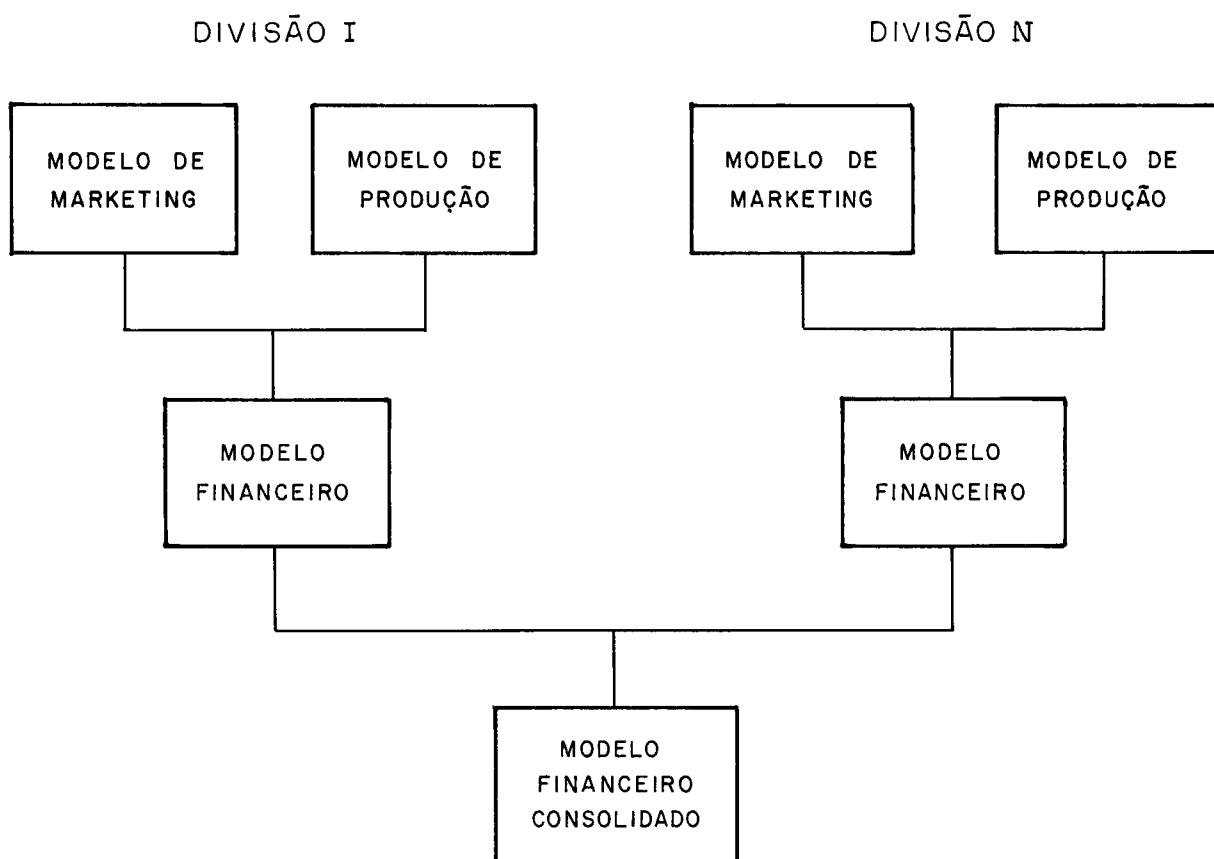 DIVISÃO I
DIVISÃO N
MODELO DE
MARKETING
MODELO DE
PRODUÇÃO
MODELO DE
MARKETING
MODELO DE
PRODUÇÃO
MODELO
FINANCEIRO
MODELO
FINANCEIRO
MODELO
FINANCEIRO
CONSOLIDADO